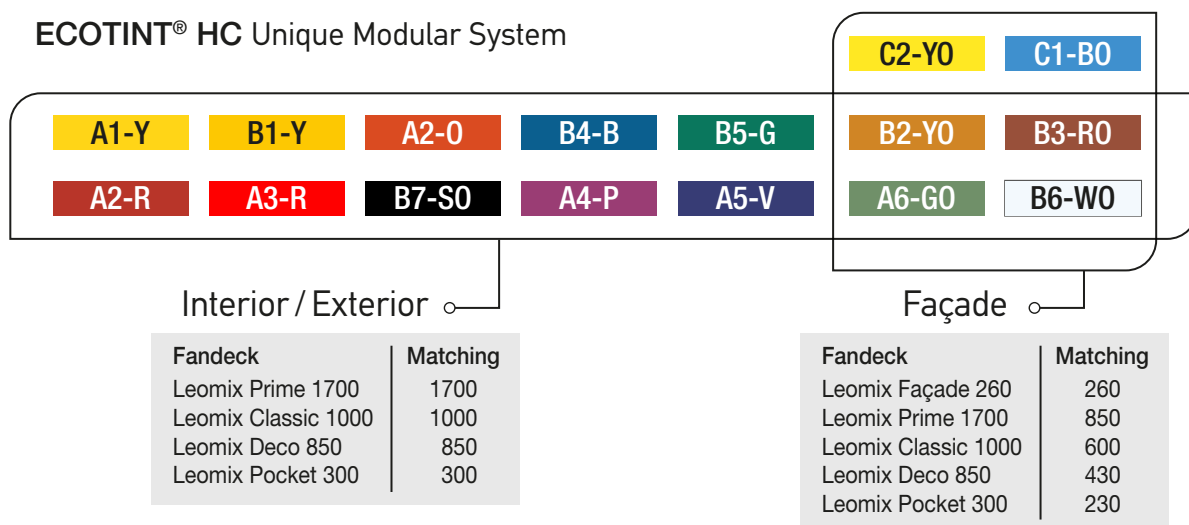 ECOTINT® HC Unique Modular System
C2-YO C1-BO
A1-Y B1-Y A2-O B4-B B5-G B2-YO B3-RO
A2-R A3-R B7-SO A4-P A5-V A6-GO B6-WO
Interior / Exterior
Fandeck Matching
Leomix Prime 1700 1700
Leomix Classic 1000 1000
Leomix Deco 850 850
Leomix Pocket 300 300
Façade
Fandeck Matching
Leomix Façade 260 260
Leomix Prime 1700 850
Leomix Classic 1000 600
Leomix Deco 850 430
Leomix Pocket 300 230